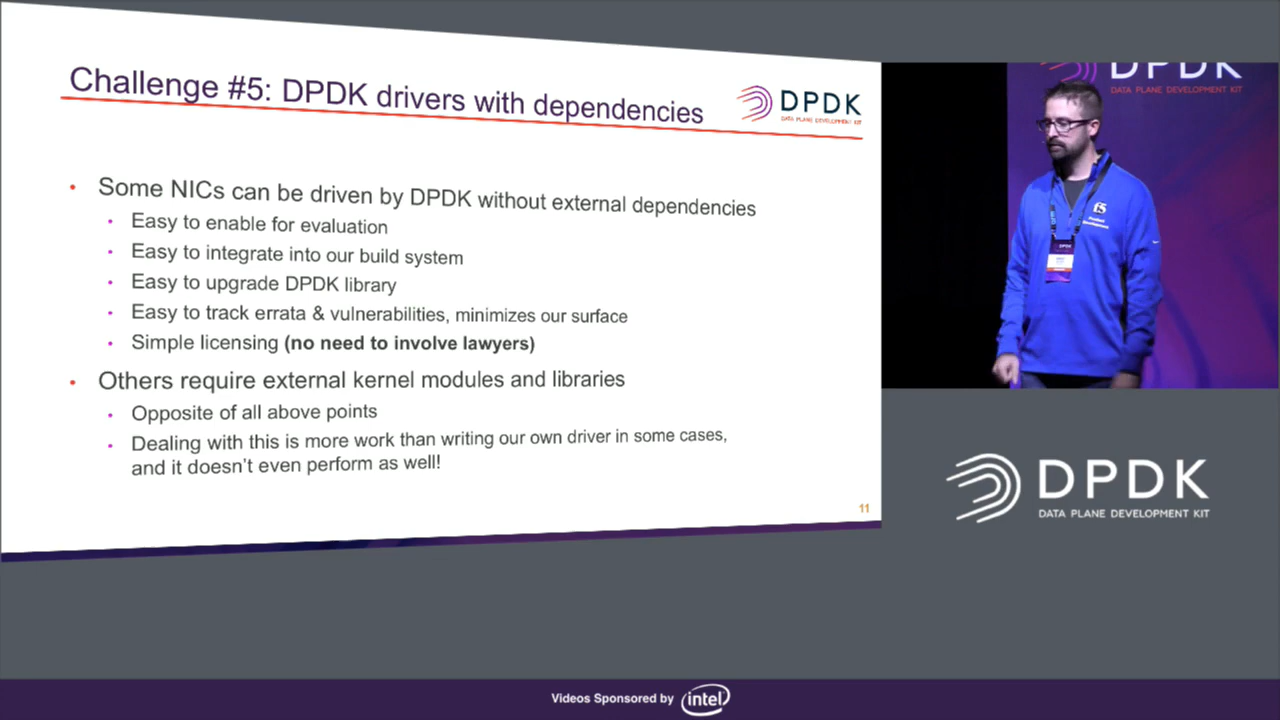 Challenge #5: DPDK drivers with dependencies
DPDK
DATA PLANE DEVELOPMENT KIT
• Some NICs can be driven by DPDK without external dependencies
• Easy to enable for evaluation
• Easy to integrate into our build system
• Easy to upgrade DPDK library
• Easy to track errata & vulnerabilities, minimizes our surface
• Simple licensing (no need to involve lawyers)
• Others require external kernel modules and libraries
• Opposite of all above points
• Dealing with this is more work than writing our own driver in some cases,
and it doesn't even perform as well!
11
DPDK
DATA PLANE DEVELOPMENT KIT
f5
Product
Development
DPDK
DPDK
DATA PLANE DEVELOPMENT KIT
Videos Sponsored by intel